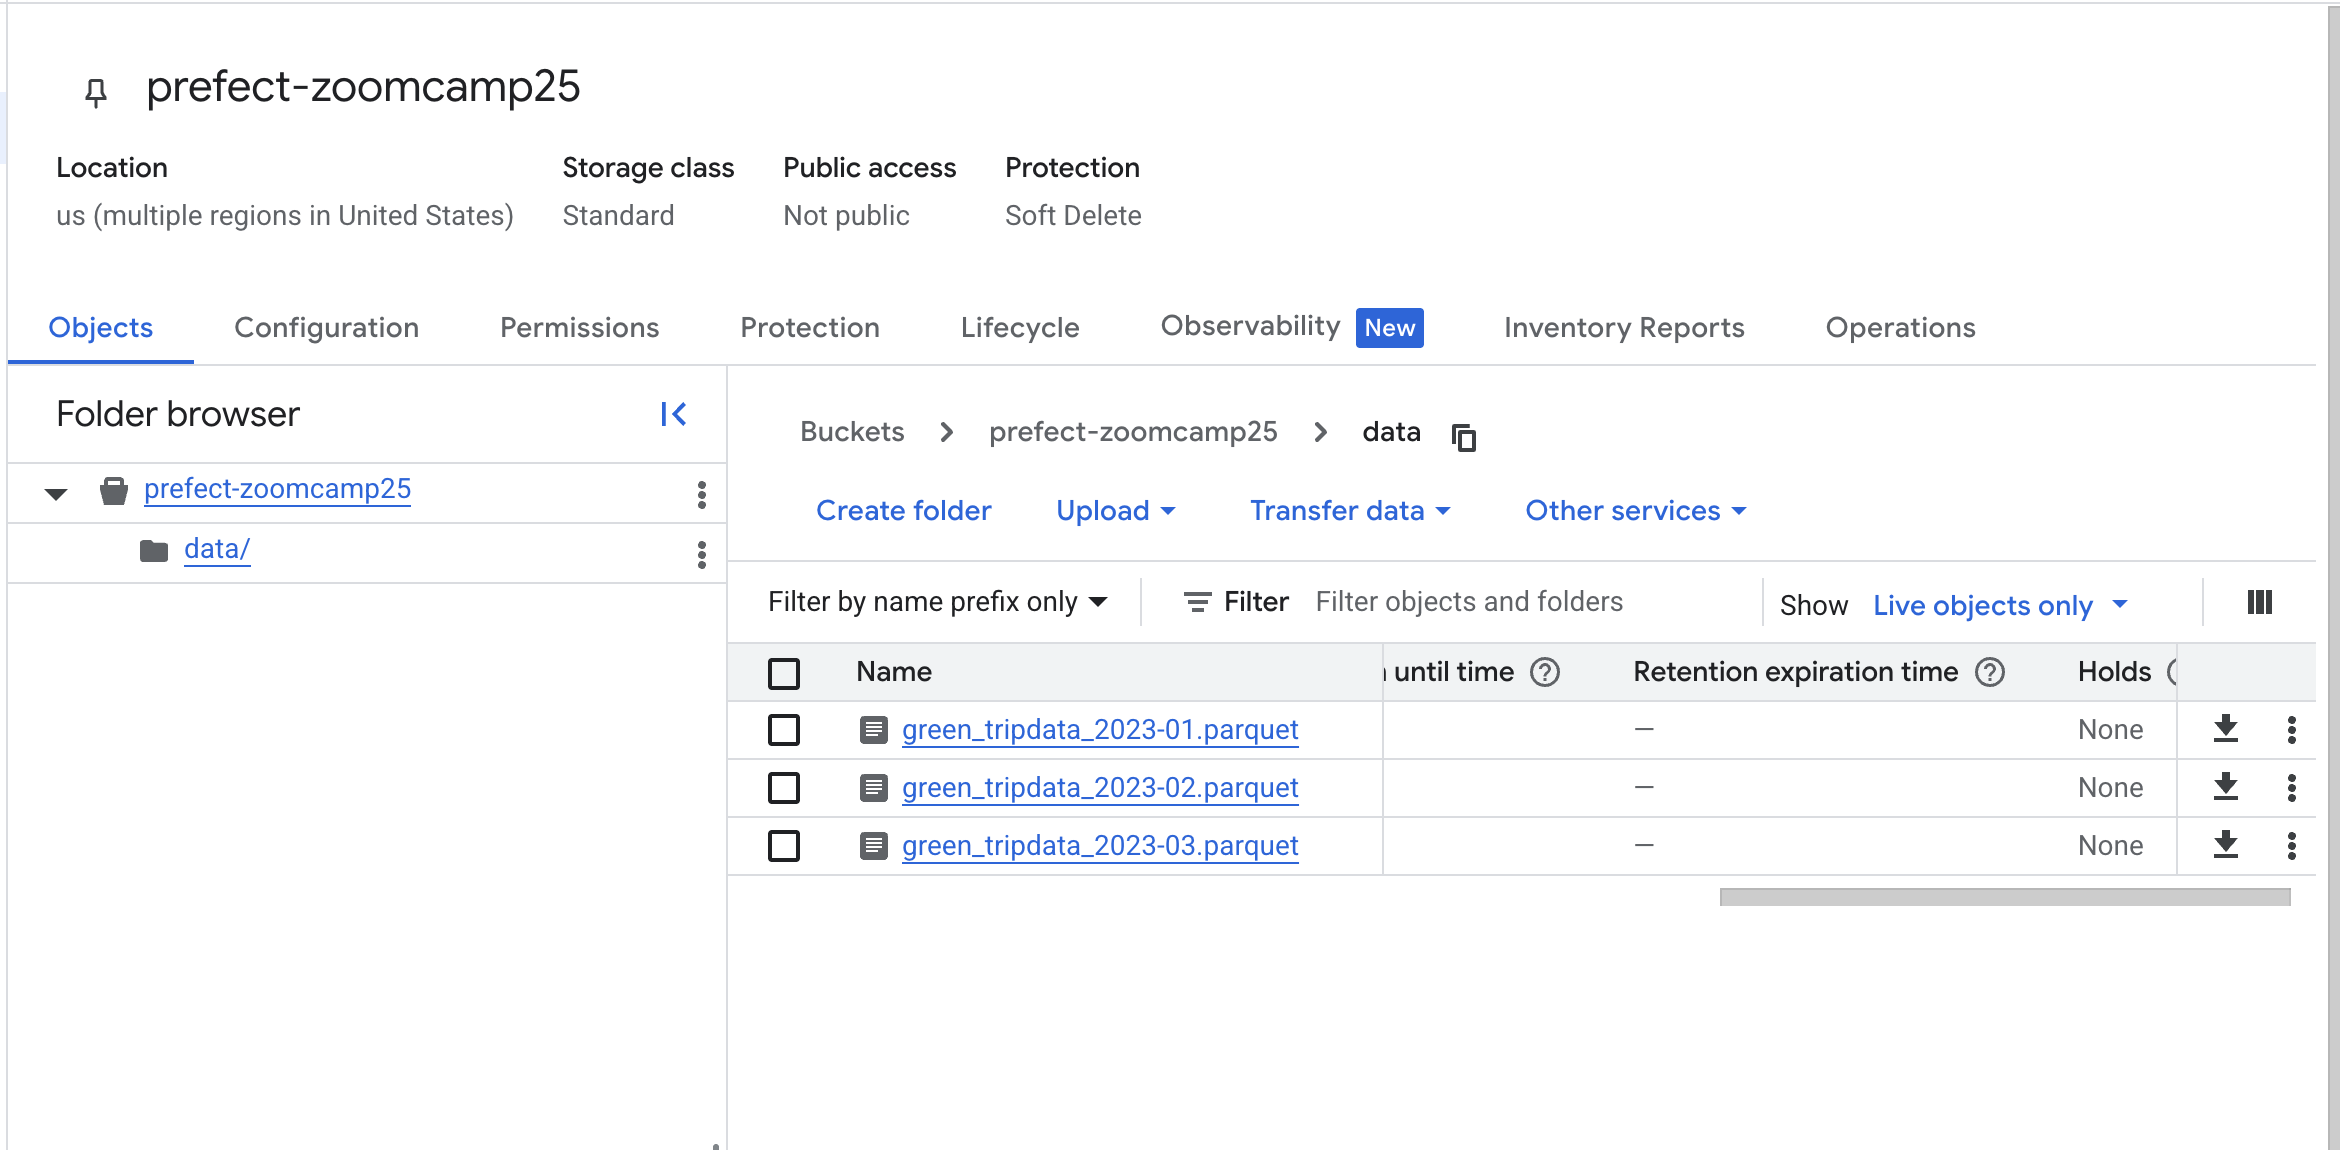 prefect-zoomcamp25
Location Storage class Public access Protection
us (multiple regions in United States) Standard Not public Soft Delete
Objects Configuration Permissions Protection Lifecycle Observability New Inventory Reports Operations
Folder browser
prefect-zoomcamp25
data/
Buckets prefect-zoomcamp25 data
Create folder Upload Transfer data Other services
Filter by name prefix only Filter Filter objects and folders Show Live objects only
Name until time Retention expiration time Holds
green_tripdata_2023-01.parquet – None
green_tripdata_2023-02.parquet – None
green_tripdata_2023-03.parquet – None